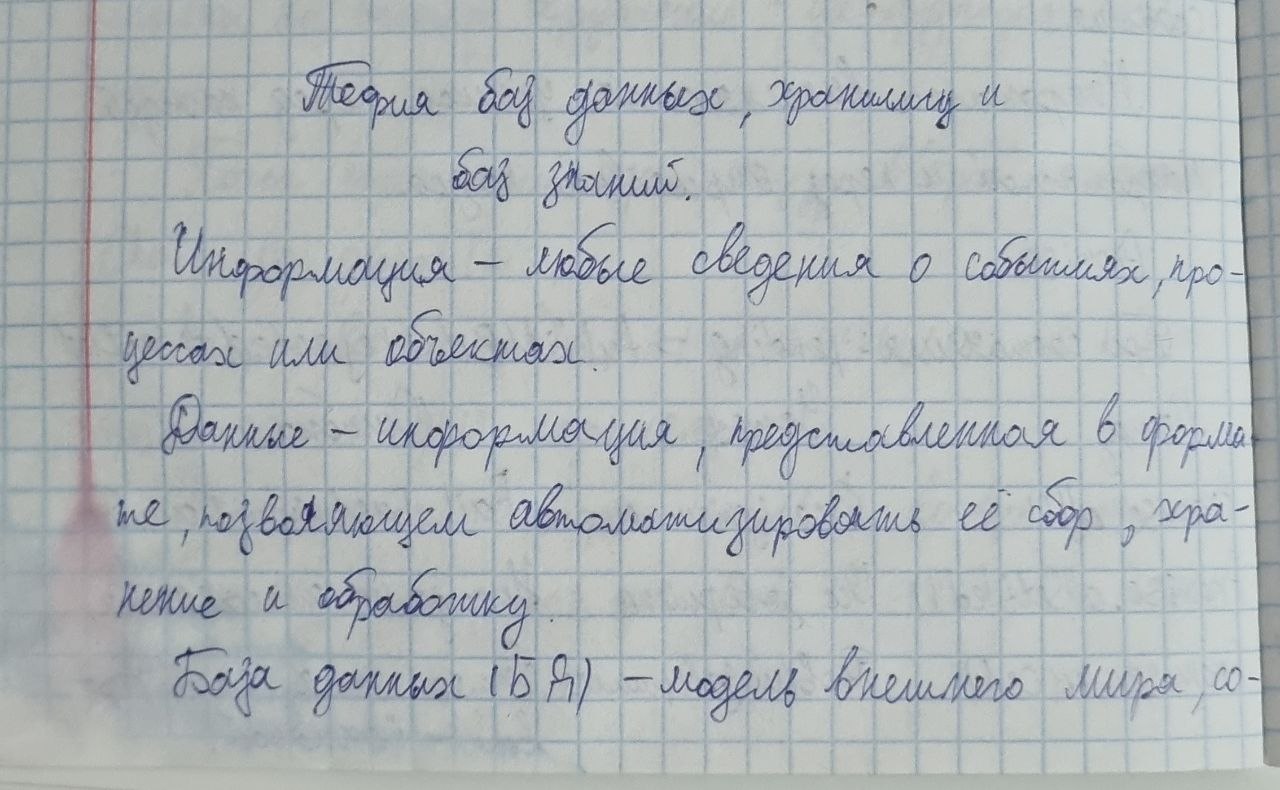 Теория баз данных, хранилищ и
баз знаний.
Информация – любые сведения о событиях, про-
цессах или объектах.
Данные – информация, представленная в форма
те, позволяющем автоматизировать её сбор, хра-
нение и обработку.
База данных (БД) – модель внешнего мира, со-